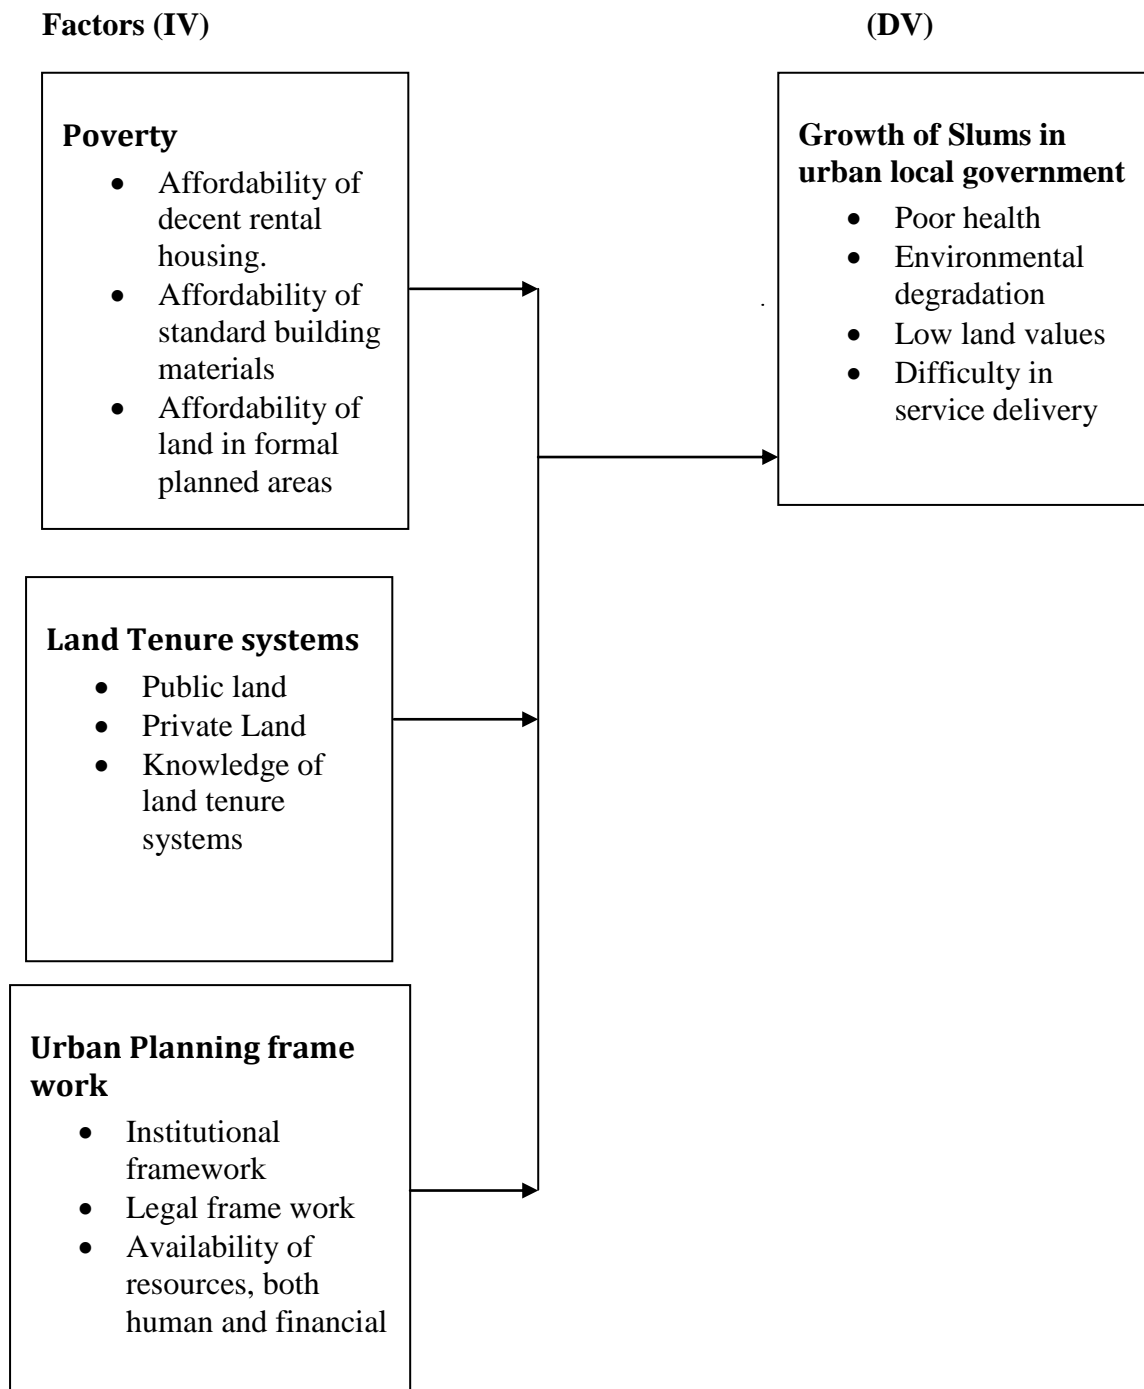 Factors (IV)
(DV)
Poverty
• Affordability of
decent rental
housing.
• Affordability of
standard building
materials
• Affordability of
land in formal
planned areas
Land Tenure systems
• Public land
• Private Land
• Knowledge of
land tenure
systems
Urban Planning frame
work
• Institutional
framework
• Legal frame work
• Availability of
resources, both
human and financial
Growth of Slums in
urban local government
• Poor health
• Environmental
degradation
• Low land values
• Difficulty in
service delivery